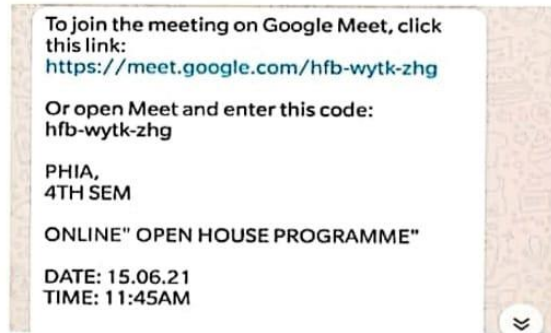 To join the meeting on Google Meet, click
this link:
https://meet.google.com/hfb-wytk-zhg
Or open Meet and enter this code:
hfb-wytk-zhg
PHIA,
4TH SEM
ONLINE" OPEN HOUSE PROGRAMME"
DATE: 15.06.21
TIME: 11:45AM